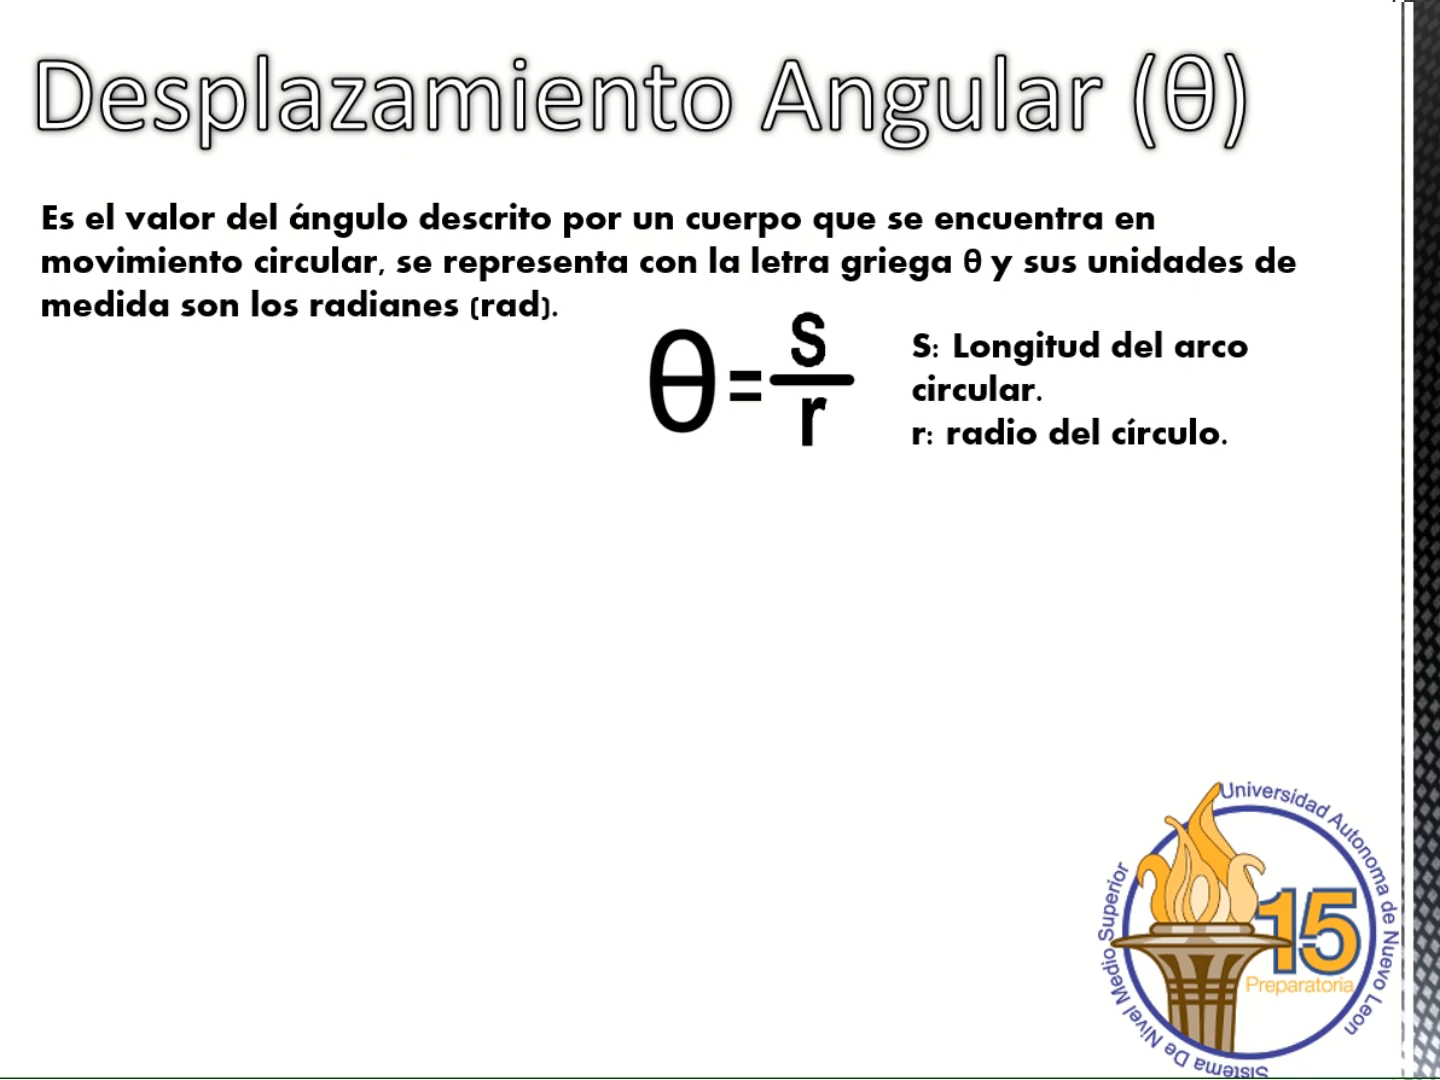 Desplazamiento Angular (θ)
Es el valor del ángulo descrito por un cuerpo que se encuentra en
movimiento circular, se representa con la letra griega θ y sus unidades de
medida son los radianes (rad).
θ=s/r
S: Longitud del arco
circular.
r: radio del círculo.
Universidad Autonoma de Nuevo Leon
15
Preparatoria
Sistema De Nivel Medio Superior